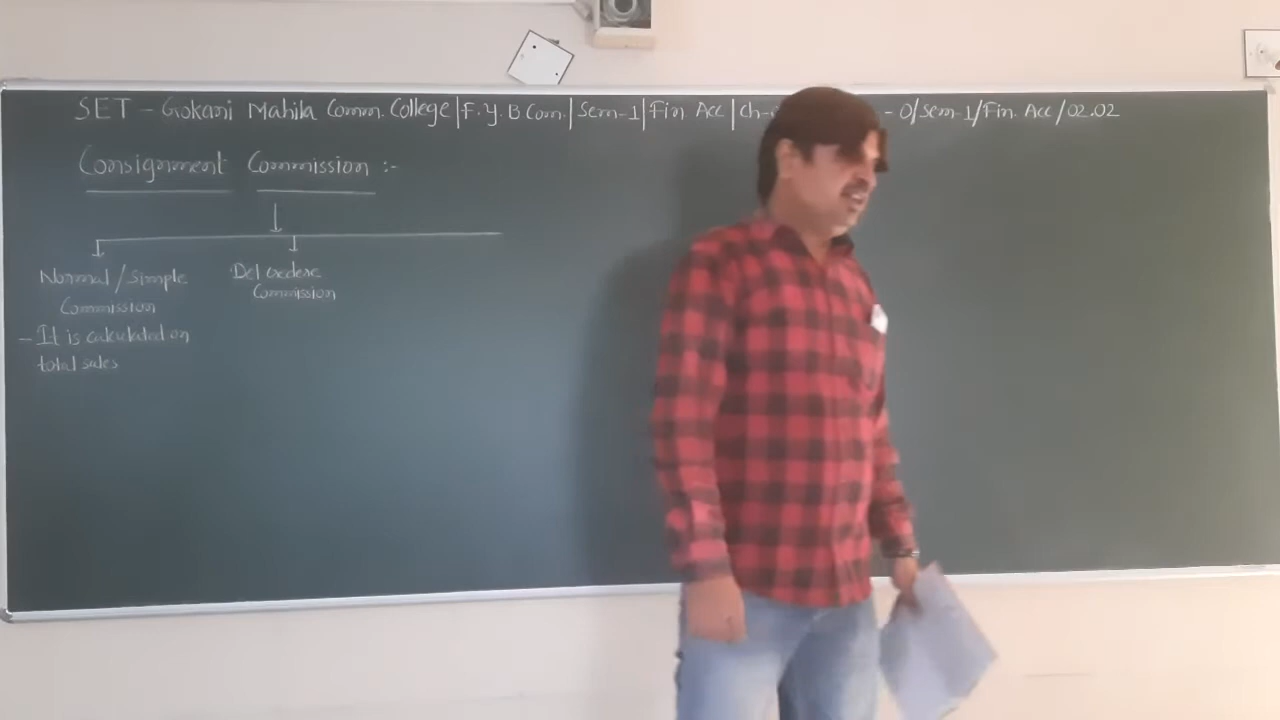 SET - Gokani Mahila Comm. College | F. Y. B Com. | Sem-1 | Fin Acc | Ch- - 0/Sem-1/Fin. Acc /02.02
Consignment Commission :-
Normal/Simple Del credere
Commission Commission
- It is calculated on
total sales